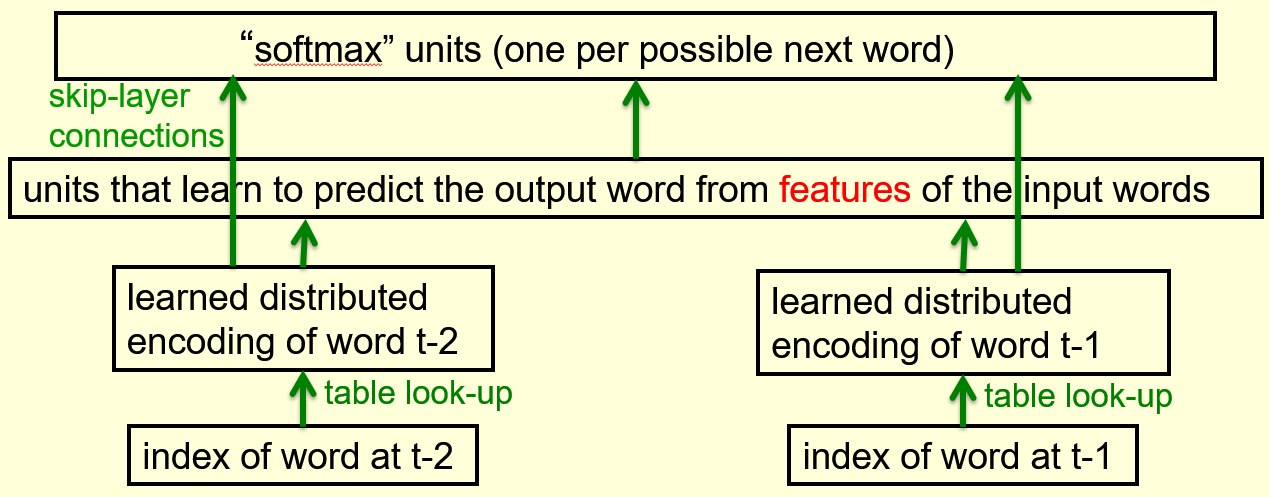 “softmax” units (one per possible next word)
skip-layer
connections
units that learn to predict the output word from features of the input words
learned distributed
encoding of word t-2
learned distributed
encoding of word t-1
table look-up
table look-up
index of word at t-2
index of word at t-1